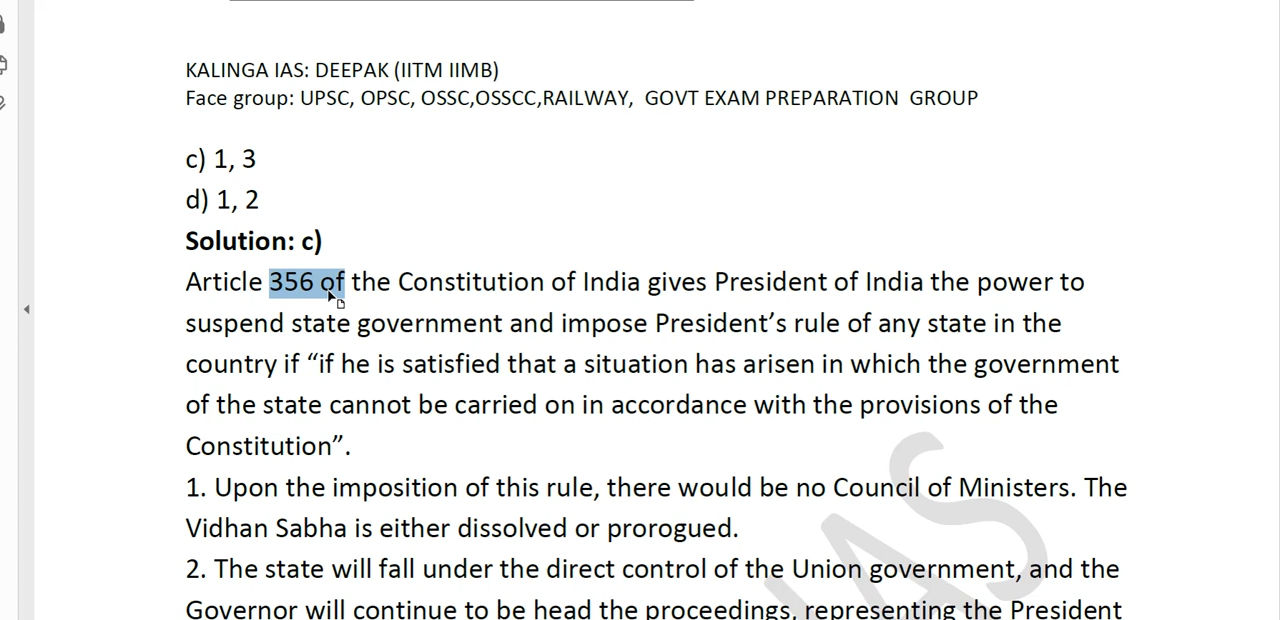 KALINGA IAS: DEEPAK (IITM IIMB)
Face group: UPSC, OPSC, OSSC,OSSCC,RAILWAY, GOVT EXAM PREPARATION GROUP
c) 1, 3
d) 1, 2
Solution: c)
Article 356 of the Constitution of India gives President of India the power to
suspend state government and impose President’s rule of any state in the
country if “if he is satisfied that a situation has arisen in which the government
of the state cannot be carried on in accordance with the provisions of the
Constitution”.
1. Upon the imposition of this rule, there would be no Council of Ministers. The
Vidhan Sabha is either dissolved or prorogued.
2. The state will fall under the direct control of the Union government, and the
Governor will continue to be head the proceedings, representing the President
IAS